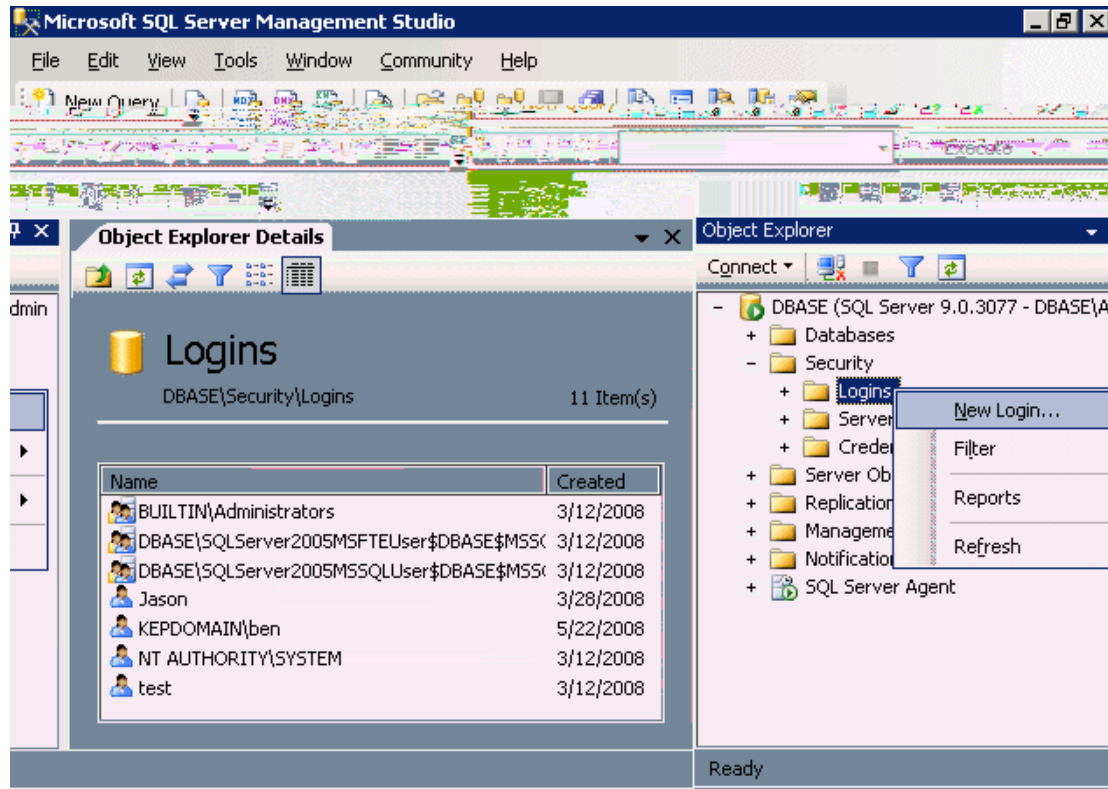 Microsoft SQL Server Management Studio
File Edit View Tools Window Community Help
New Query
Execute
dmin
Object Explorer Details
Logins
DBASE\Security\Logins 11 Item(s)
Name Created
BUILTIN\Administrators 3/12/2008
DBASE\SQLServer2005MSFTEUser$DBASE$MSS 3/12/2008
DBASE\SQLServer2005MSSQLUser$DBASE$MSS 3/12/2008
Jason 3/28/2008
KEPDOMAIN\ben 5/22/2008
NT AUTHORITY\SYSTEM 3/12/2008
test 3/12/2008
Object Explorer
Connect
DBASE (SQL Server 9.0.3077 - DBASE\A
Databases
Security
Logins
Server
Creden
Server Ob
Replication
Manageme
Notification
SQL Server Agent
New Login...
Filter
Reports
Refresh
Ready